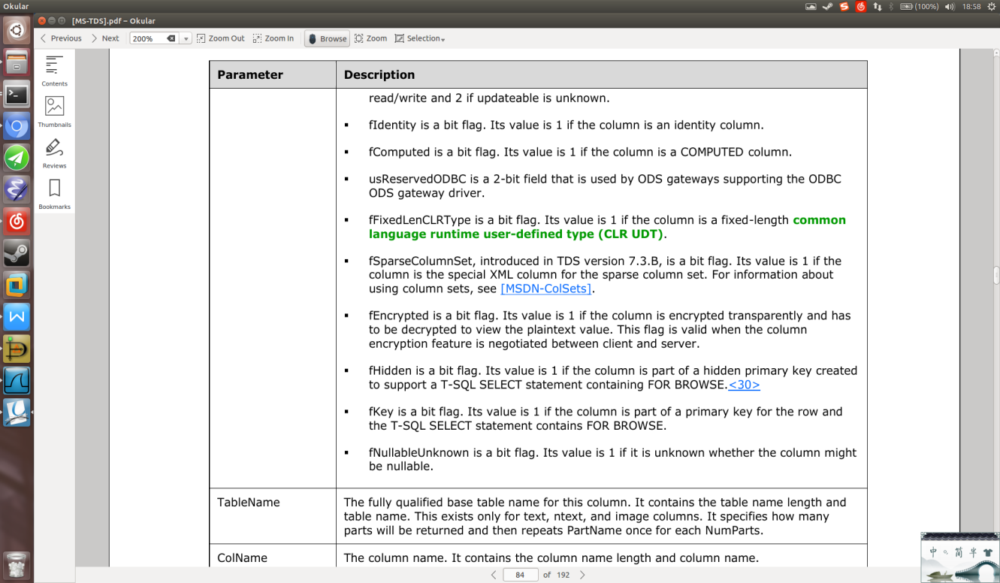 Okular
(100%)
18:58
[MS-TDS].pdf – Okular
Previous
Next
200%
Zoom Out
Zoom In
Browse
Zoom
Selection
Contents
Thumbnails
Reviews
Bookmarks
Parameter
Description
read/write and 2 if updateable is unknown.
▪ fIdentity is a bit flag. Its value is 1 if the column is an identity column.
▪ fComputed is a bit flag. Its value is 1 if the column is a COMPUTED column.
▪ usReservedODBC is a 2-bit field that is used by ODS gateways supporting the ODBC
ODS gateway driver.
▪ fFixedLenCLRType is a bit flag. Its value is 1 if the column is a fixed-length common
language runtime user-defined type (CLR UDT).
▪ fSparseColumnSet, introduced in TDS version 7.3.B, is a bit flag. Its value is 1 if the
column is the special XML column for the sparse column set. For information about
using column sets, see [MSDN-ColSets].
▪ fEncrypted is a bit flag. Its value is 1 if the column is encrypted transparently and has
to be decrypted to view the plaintext value. This flag is valid when the column
encryption feature is negotiated between client and server.
▪ fHidden is a bit flag. Its value is 1 if the column is part of a hidden primary key created
to support a T-SQL SELECT statement containing FOR BROWSE.<30>
▪ fKey is a bit flag. Its value is 1 if the column is part of a primary key for the row and
the T-SQL SELECT statement contains FOR BROWSE.
▪ fNullableUnknown is a bit flag. Its value is 1 if it is unknown whether the column might
be nullable.
TableName
The fully qualified base table name for this column. It contains the table name length and
table name. This exists only for text, ntext, and image columns. It specifies how many
parts will be returned and then repeats PartName once for each NumParts.
ColName
The column name. It contains the column name length and column name.
84 of 192
中 。 简 半